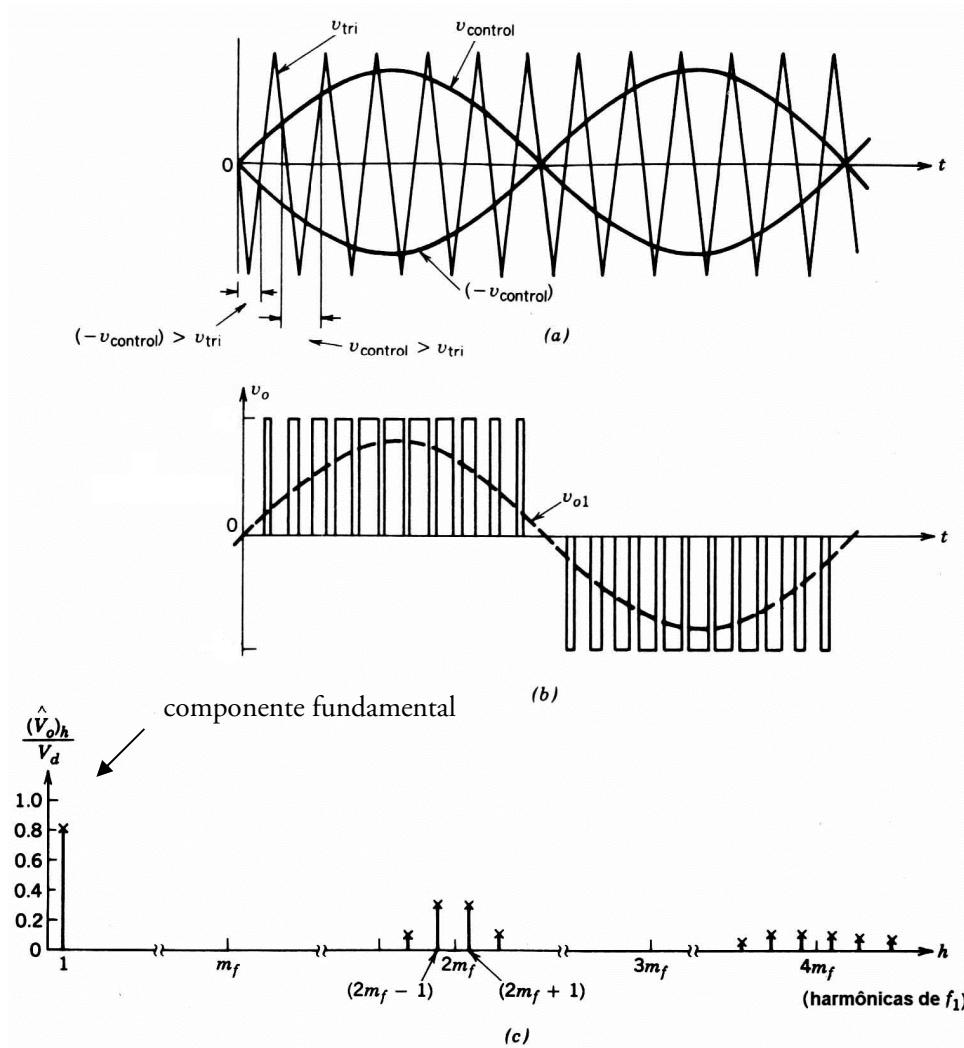 v_tri
v_control
0
t
(−v_control)
(−v_control) > v_tri
v_control > v_tri
(a)
v_o
0
v_o1
t
(b)
componente fundamental
(V̂_o)_h
V_d
1.0
0.8
0.6
0.4
0.2
0
1
m_f
2m_f
3m_f
4m_f
h
(2m_f − 1)
(2m_f + 1)
(harmônicas de f_1)
(c)